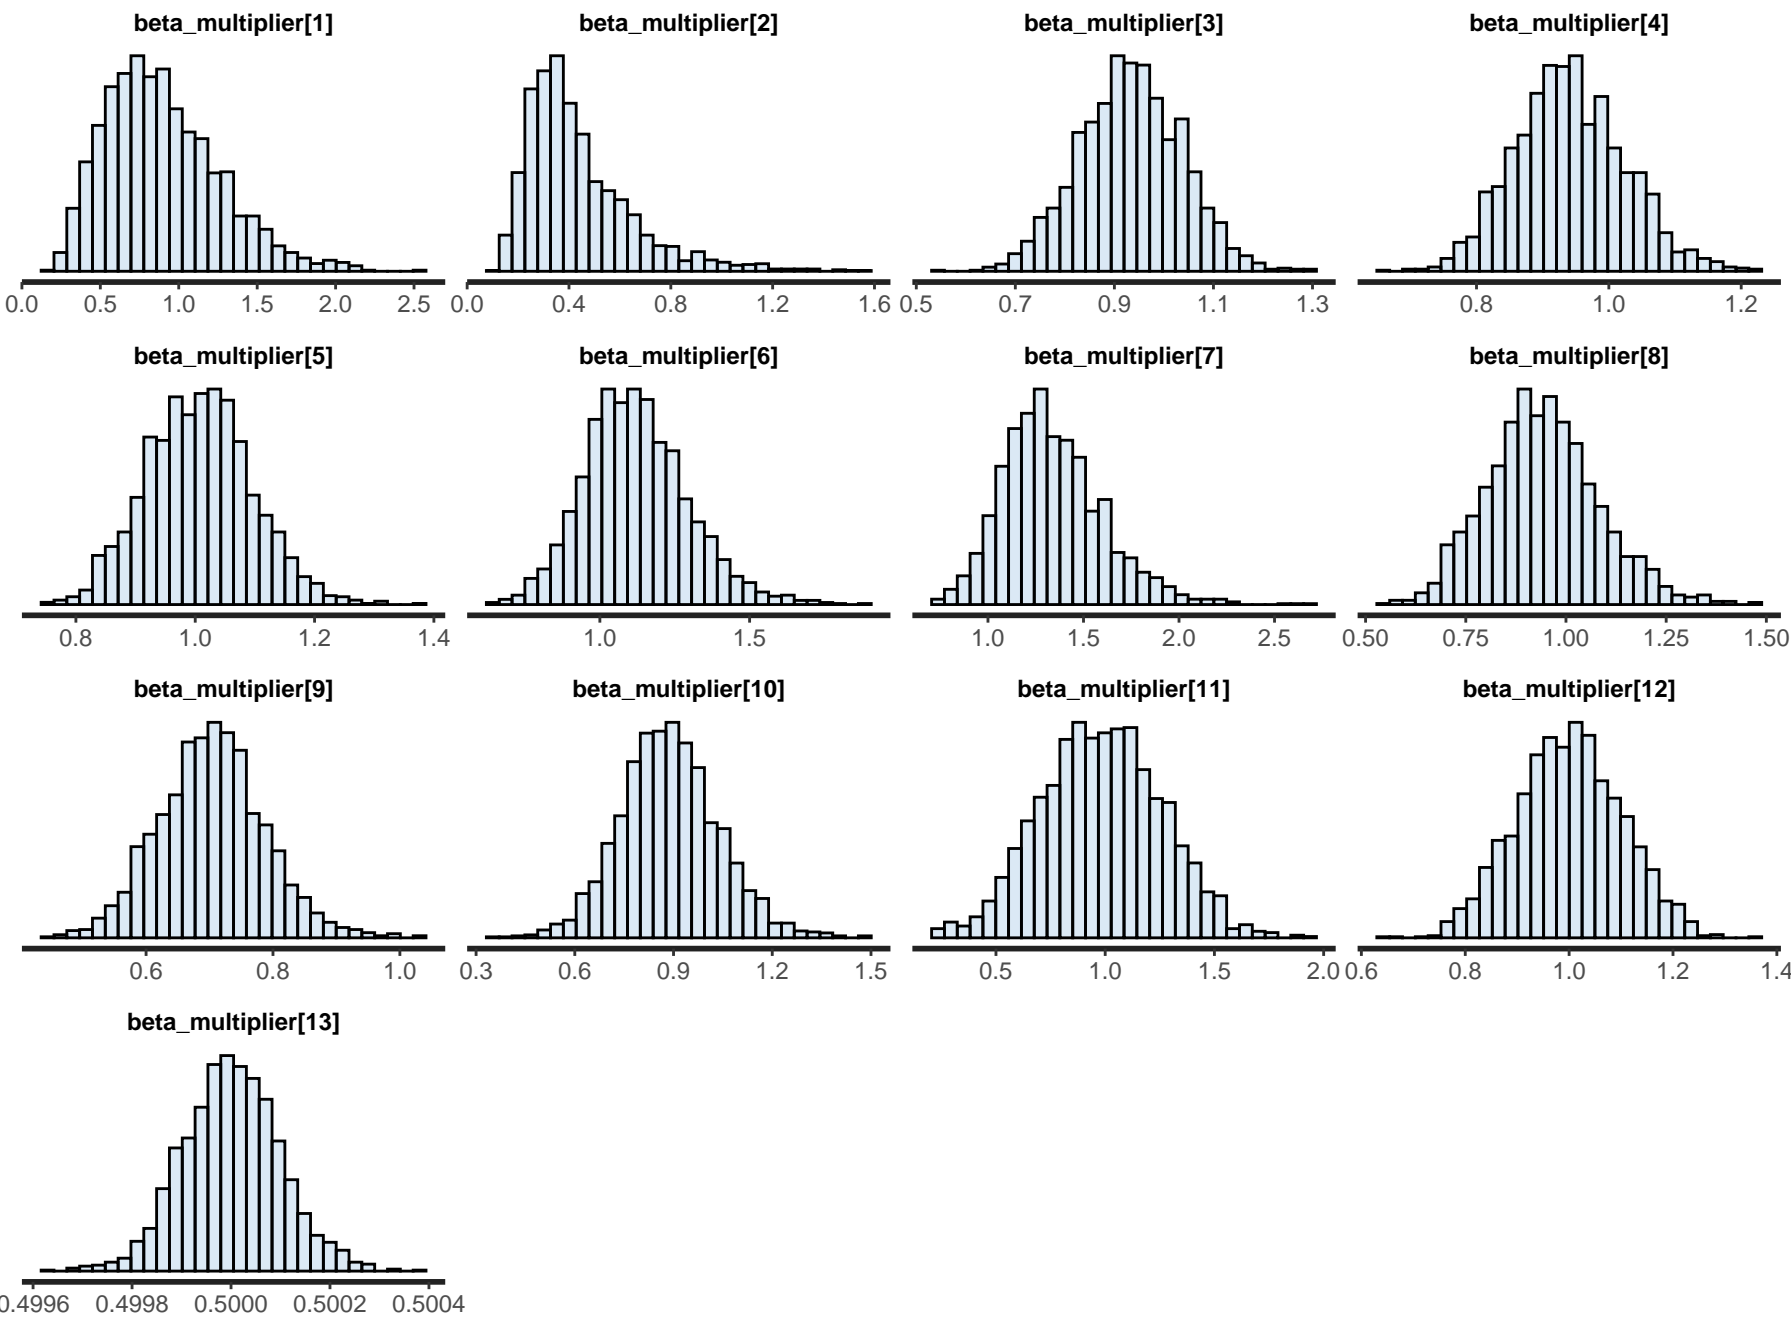 beta_multiplier[1] beta_multiplier[2] beta_multiplier[3] beta_multiplier[4]
0.0 0.5 1.0 1.5 2.0 2.5 0.0 0.4 0.8 1.2 1.6 0.5 0.7 0.9 1.1 1.3 0.8 1.0 1.2
beta_multiplier[5] beta_multiplier[6] beta_multiplier[7] beta_multiplier[8]
0.8 1.0 1.2 1.4 1.0 1.5 1.0 1.5 2.0 2.5 0.50 0.75 1.00 1.25 1.50
beta_multiplier[9] beta_multiplier[10] beta_multiplier[11] beta_multiplier[12]
0.6 0.8 1.0 0.3 0.6 0.9 1.2 1.5 0.5 1.0 1.5 2.0 0.6 0.8 1.0 1.2 1.4
beta_multiplier[13]
0.4996 0.4998 0.5000 0.5002 0.5004